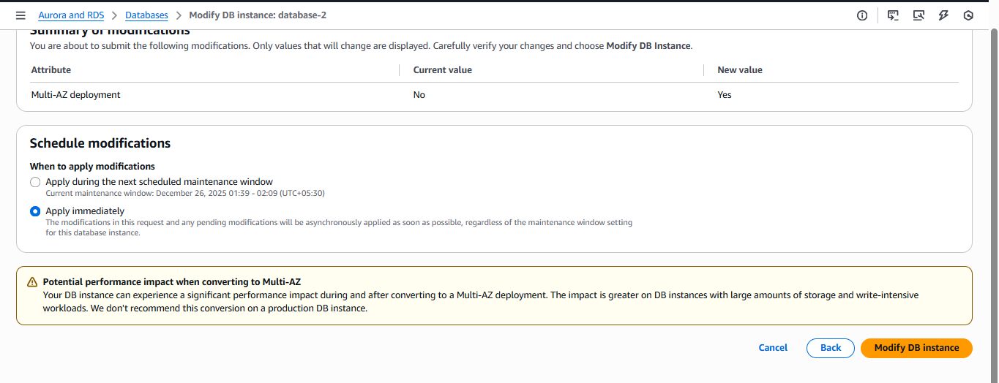 Aurora and RDS > Databases > Modify DB instance: database-2
Summary of modifications
You are about to submit the following modifications. Only values that will change are displayed. Carefully verify your changes and choose Modify DB Instance.
Attribute Current value New value
Multi-AZ deployment No Yes
Schedule modifications
When to apply modifications
Apply during the next scheduled maintenance window
Current maintenance window: December 26, 2025 01:39 - 02:09 (UTC+05:30)
Apply immediately
The modifications in this request and any pending modifications will be asynchronously applied as soon as possible, regardless of the maintenance window setting
for this database instance.
Potential performance impact when converting to Multi-AZ
Your DB instance can experience a significant performance impact during and after converting to a Multi-AZ deployment. The impact is greater on DB instances with large amounts of storage and write-intensive
workloads. We don't recommend this conversion on a production DB instance.
Cancel Back Modify DB instance